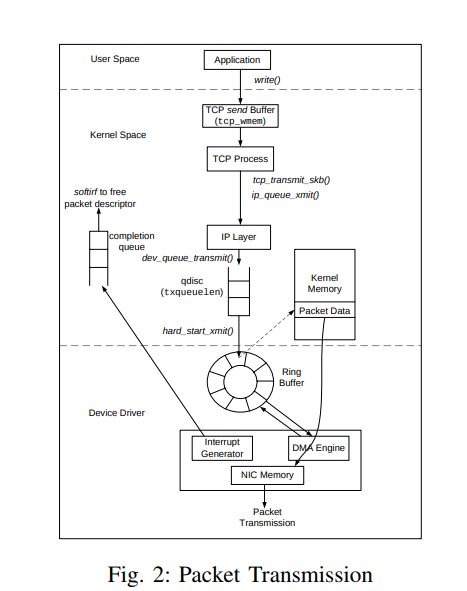 User Space
Application
write()
TCP send Buffer
(tcp_wmem)
Kernel Space
TCP Process
tcp_transmit_skb()
ip_queue_xmit()
softirf to free
packet descriptor
IP Layer
completion
queue
dev_queue_transmit()
qdisc
(txqueuelen)
Kernel
Memory
Packet Data
hard_start_xmit()
Ring
Buffer
Device Driver
Interrupt
Generator
DMA Engine
NIC Memory
Packet
Transmission
Fig. 2: Packet Transmission